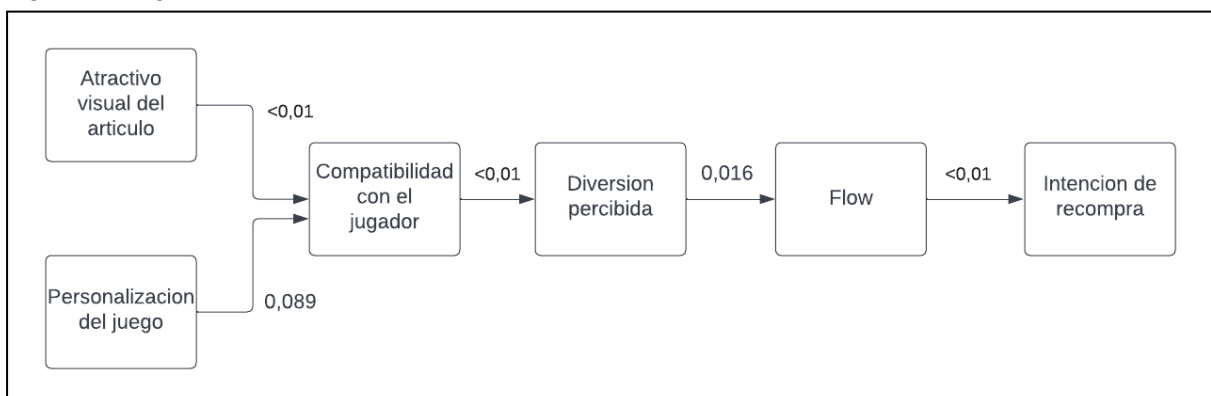 Atractivo
visual del
articulo
<0,01
Compatibilidad
con el
jugador
<0,01
Diversion
percibida
0,016
Flow
<0,01
Intencion de
recompra
Personalizacion
del juego
0,089